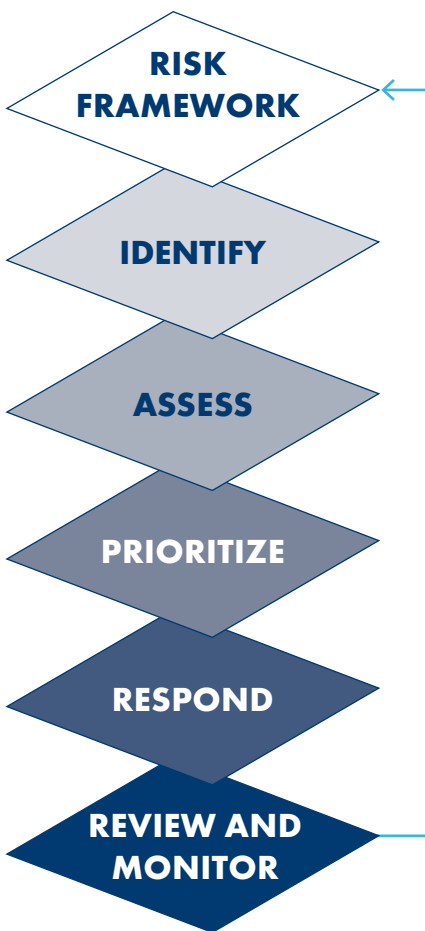 RISK
FRAMEWORK
IDENTIFY
ASSESS
PRIORITIZE
RESPOND
REVIEW AND
MONITOR